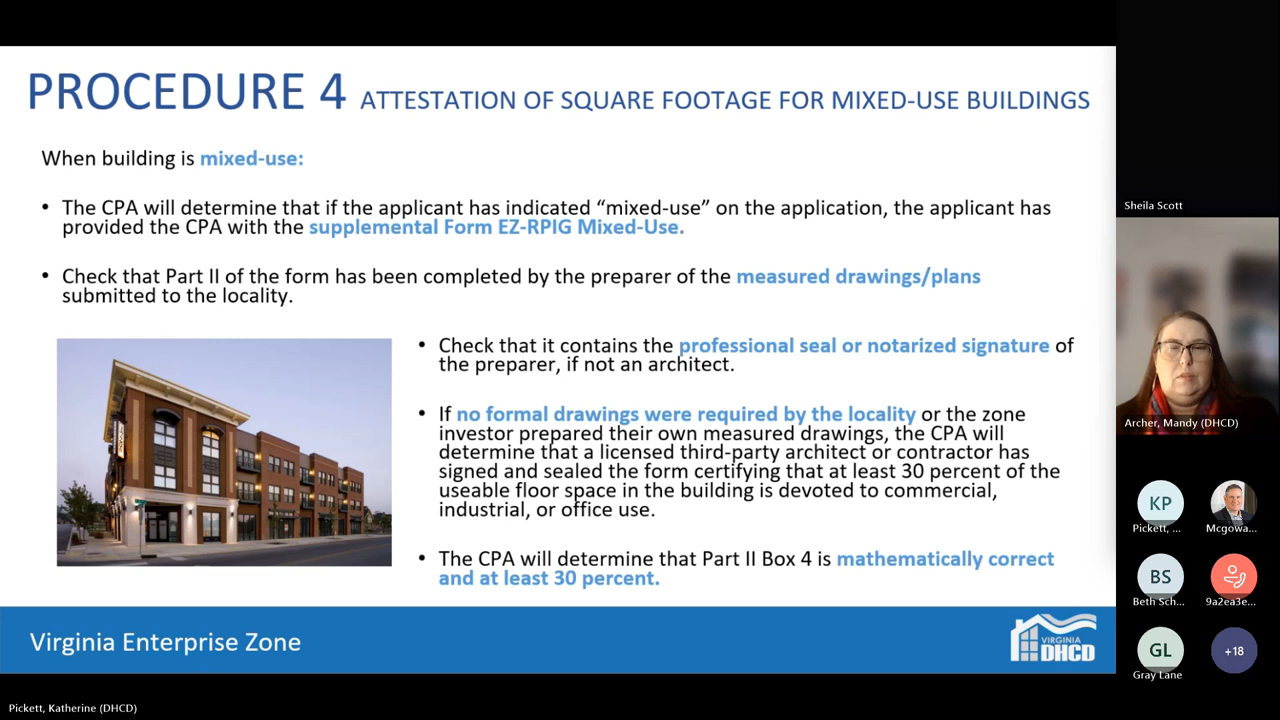 PROCEDURE 4 ATTESTATION OF SQUARE FOOTAGE FOR MIXED-USE BUILDINGS
When building is mixed-use:
• The CPA will determine that if the applicant has indicated “mixed-use” on the application, the applicant has
provided the CPA with the supplemental Form EZ-RPIG Mixed-Use.
• Check that Part II of the form has been completed by the preparer of the measured drawings/plans
submitted to the locality.
• Check that it contains the professional seal or notarized signature of
the preparer, if not an architect.
• If no formal drawings were required by the locality or the zone
investor prepared their own measured drawings, the CPA will
determine that a licensed third-party architect or contractor has
signed and sealed the form certifying that at least 30 percent of the
useable floor space in the building is devoted to commercial,
industrial, or office use.
• The CPA will determine that Part II Box 4 is mathematically correct
and at least 30 percent.
Virginia Enterprise Zone
VIRGINIA
DHCD
Sheila Scott
Archer, Mandy (DHCD)
KP
Pickett, ...
Mcgowa...
BS
Beth Sch...
9a2ea3e...
GL
Gray Lane
+18
Pickett, Katherine (DHCD)